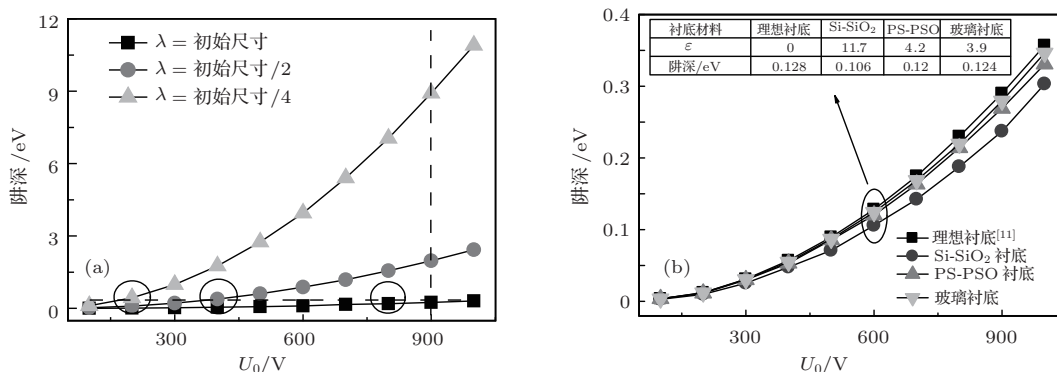 12
9
6
3
0
阱深/eV
λ = 初始尺寸
λ = 初始尺寸/2
λ = 初始尺寸/4
(a)
300 600 900
U0/V
0.4
0.3
0.2
0.1
0
阱深/eV
衬底材料 理想衬底 Si-SiO2 PS-PSO 玻璃衬底
ε 0 11.7 4.2 3.9
阱深/eV 0.128 0.106 0.12 0.124
理想衬底[11]
Si-SiO2 衬底
PS-PSO 衬底
玻璃衬底
(b)
300 600 900
U0/V